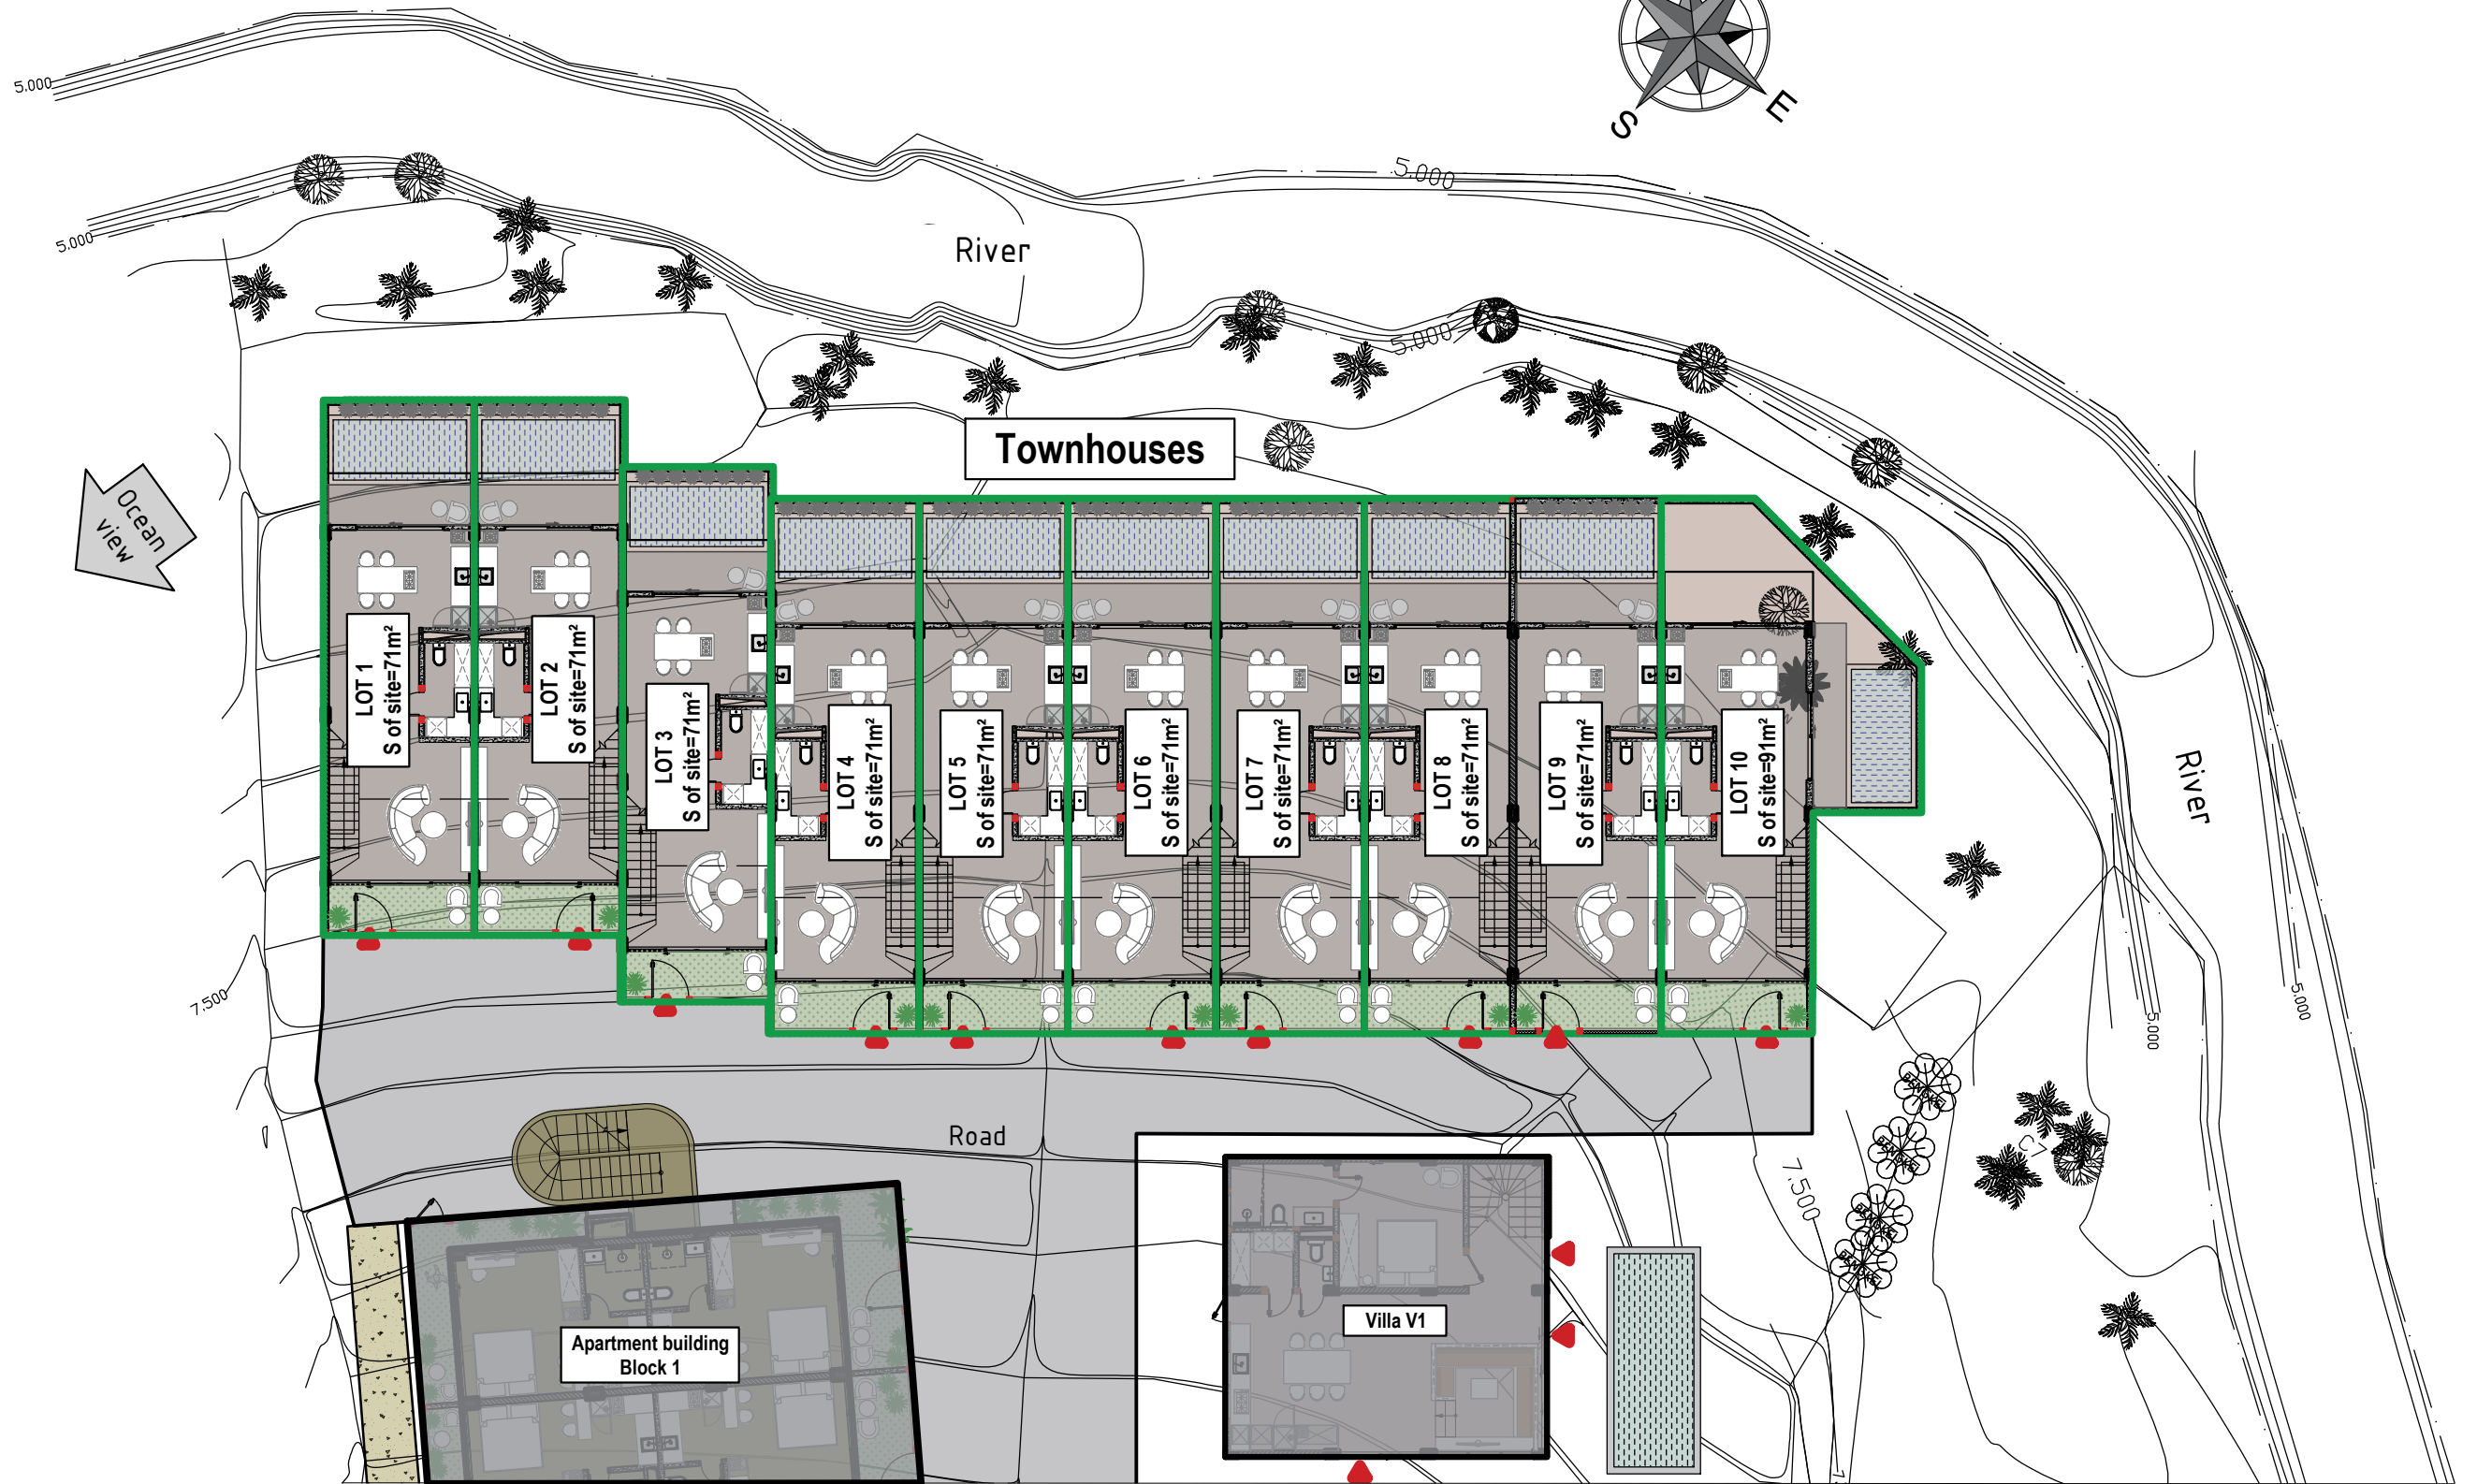 S
E
5.000
5.000
5.000
River
5.000
Townhouses
Ocean
view
LOT 1
S of site=71m²
LOT 2
S of site=71m²
LOT 3
S of site=71m²
LOT 4
S of site=71m²
LOT 5
S of site=71m²
LOT 6
S of site=71m²
LOT 7
S of site=71m²
LOT 8
S of site=71m²
LOT 9
S of site=71m²
LOT 10
S of site=91m²
River
7.500
5.000
5.000
Road
7.500
Villa V1
Apartment building
Block 1